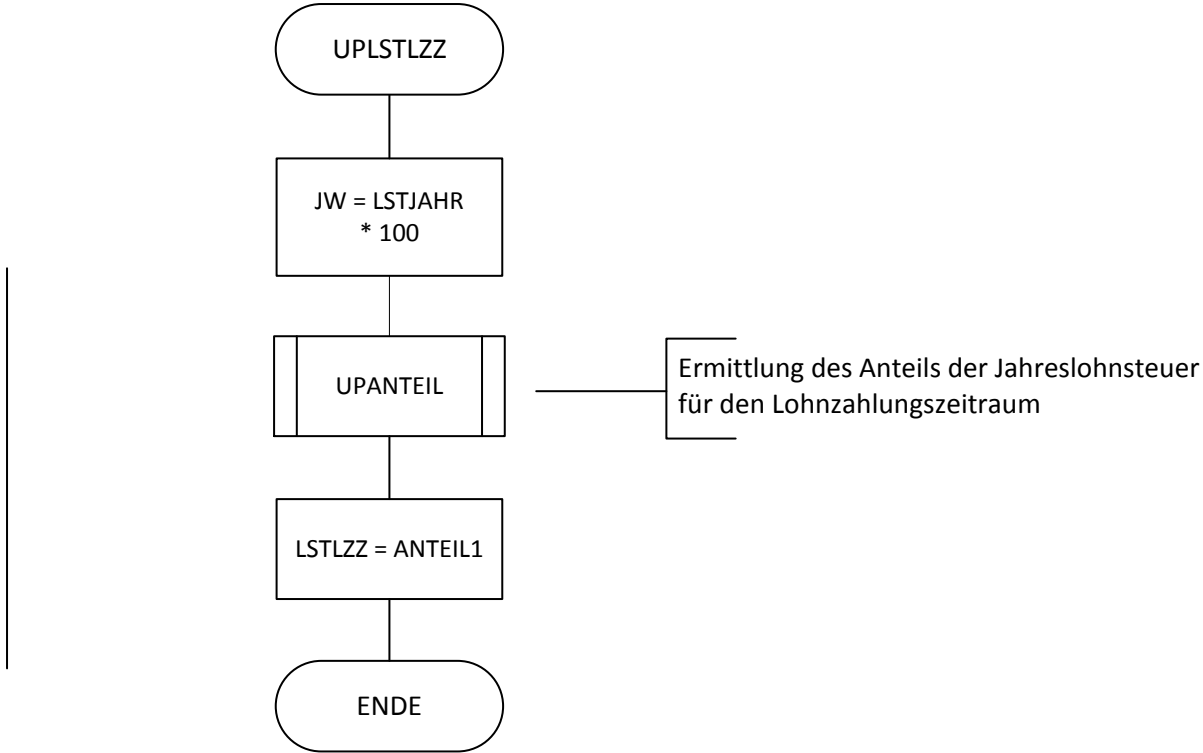 UPLSTLZZ
JW = LSTJAHR
* 100
UPANTEIL
Ermittlung des Anteils der Jahreslohnsteuer
für den Lohnzahlungszeitraum
LSTLZZ = ANTEIL1
ENDE